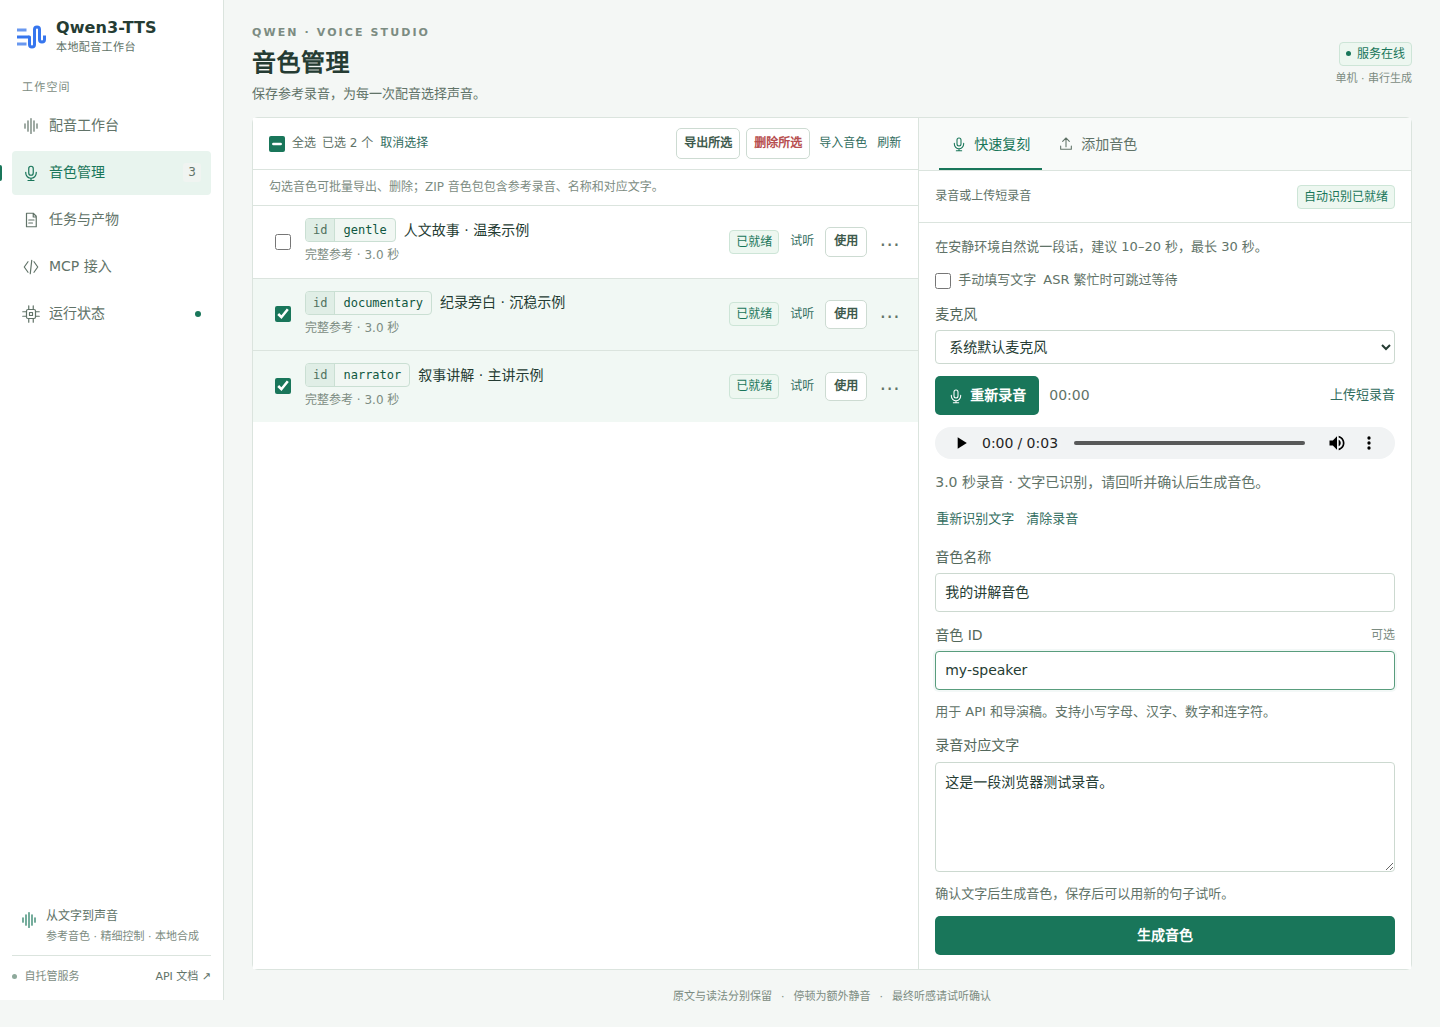 Qwen3-TTS
本地配音工作台
工作空间
配音工作台
音色管理 3
任务与产物
MCP 接入
运行状态
从文字到声音
参考音色 · 精细控制 · 本地合成
自托管服务 API 文档 ↗
QWEN · VOICE STUDIO
音色管理
保存参考录音，为每一次配音选择声音。
服务在线
单机 · 串行生成
全选 已选 2 个 取消选择 导出所选 删除所选 导入音色 刷新
勾选音色可批量导出、删除；ZIP 音色包包含参考录音、名称和对应文字。
id gentle 人文故事 · 温柔示例
完整参考 · 3.0 秒
已就绪 试听 使用 ...
id documentary 纪录旁白 · 沉稳示例
完整参考 · 3.0 秒
已就绪 试听 使用 ...
id narrator 叙事讲解 · 主讲示例
完整参考 · 3.0 秒
已就绪 试听 使用 ...
快速复刻 添加音色
录音或上传短录音 自动识别已就绪
在安静环境自然说一段话，建议 10–20 秒，最长 30 秒。
手动填写文字 ASR 繁忙时可跳过等待
麦克风
系统默认麦克风
重新录音 00:00 上传短录音
0:00 / 0:03
3.0 秒录音 · 文字已识别，请回听并确认后生成音色。
重新识别文字 清除录音
音色名称
我的讲解音色
音色 ID 可选
my-speaker
用于 API 和导演稿。支持小写字母、汉字、数字和连字符。
录音对应文字
这是一段浏览器测试录音。
确认文字后生成音色，保存后可以用新的句子试听。
生成音色
原文与读法分别保留 · 停顿为额外静音 · 最终听感请试听确认